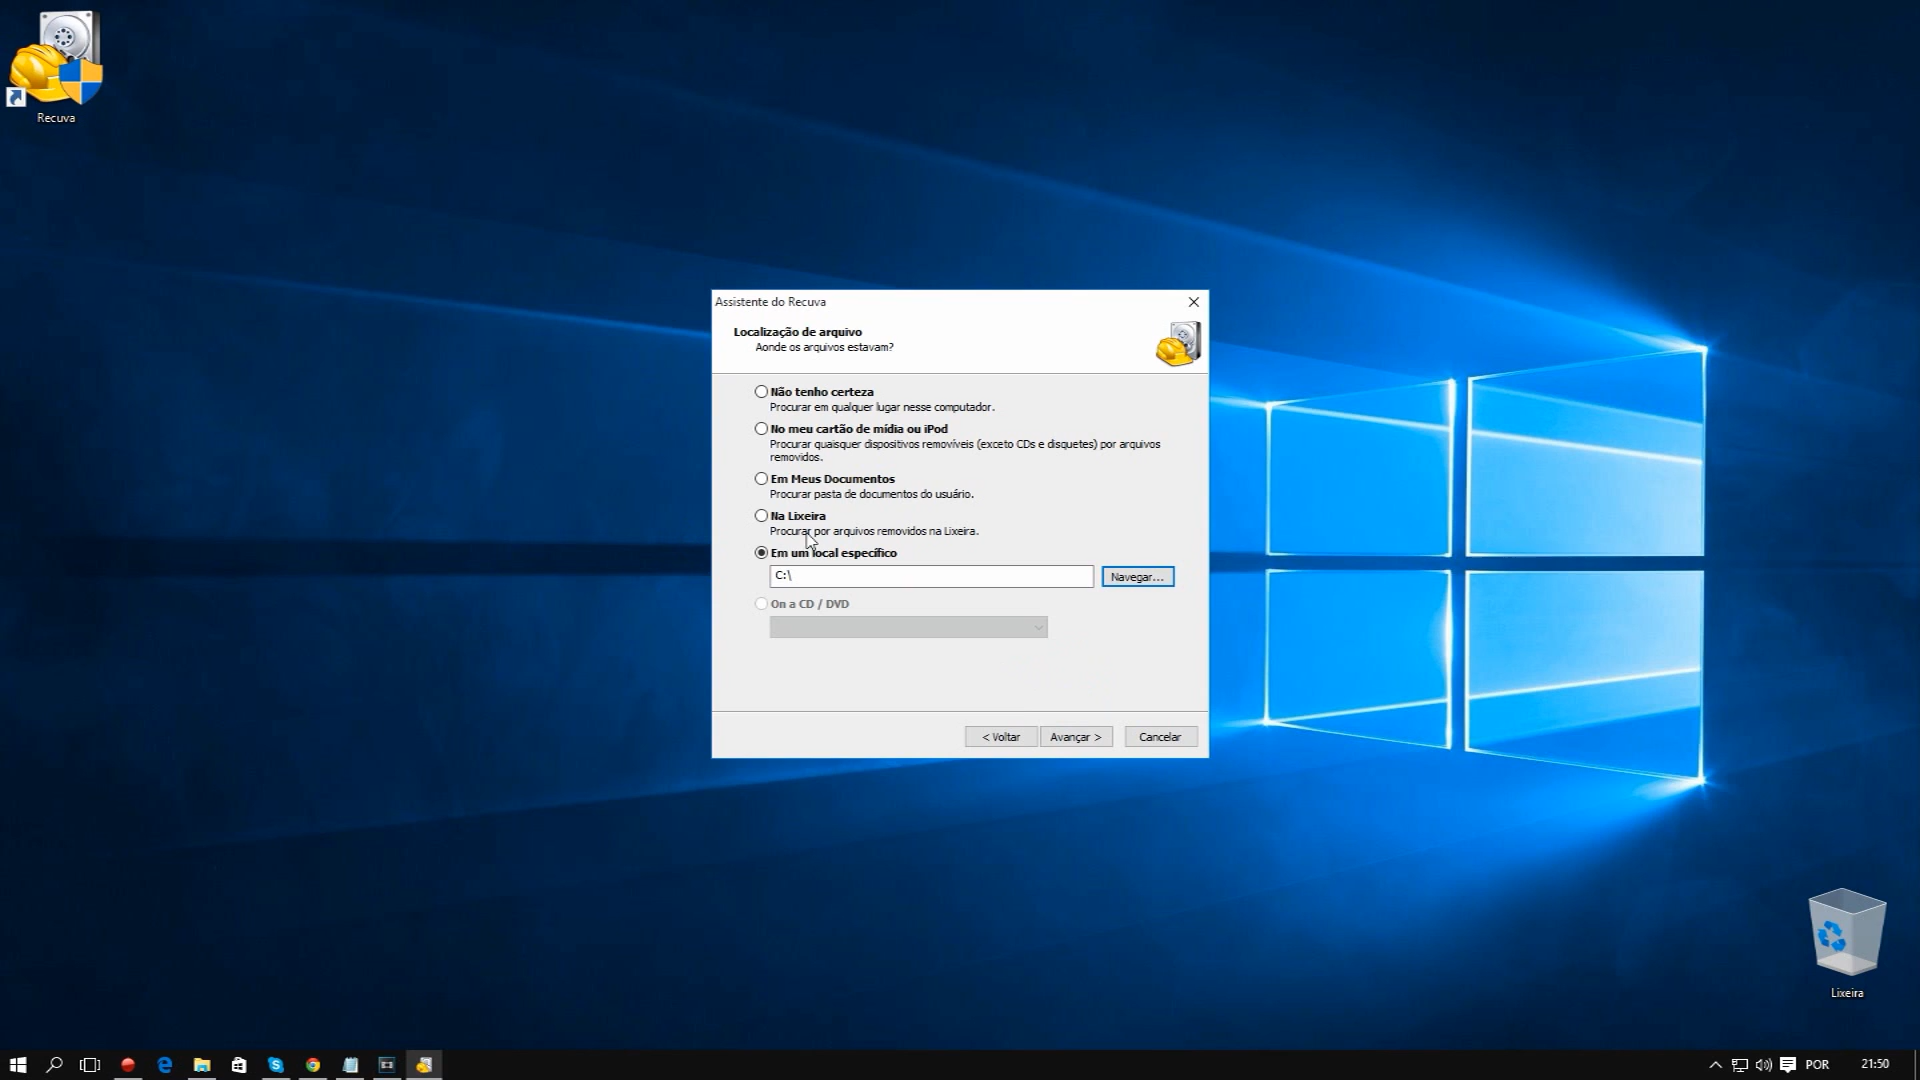 Recuva
Assistente do Recuva
Localização de arquivo
Aonde os arquivos estavam?
Não tenho certeza
Procurar em qualquer lugar nesse computador.
No meu cartão de mídia ou iPod
Procurar quaisquer dispositivos removíveis (exceto CDs e disquetes) por arquivos
removidos.
Em Meus Documentos
Procurar pasta de documentos do usuário.
Na Lixeira
Procurar por arquivos removidos na Lixeira.
Em um local específico
C:\
Navegar...
On a CD / DVD
< Voltar
Avançar >
Cancelar
Lixeira
POR
21:50